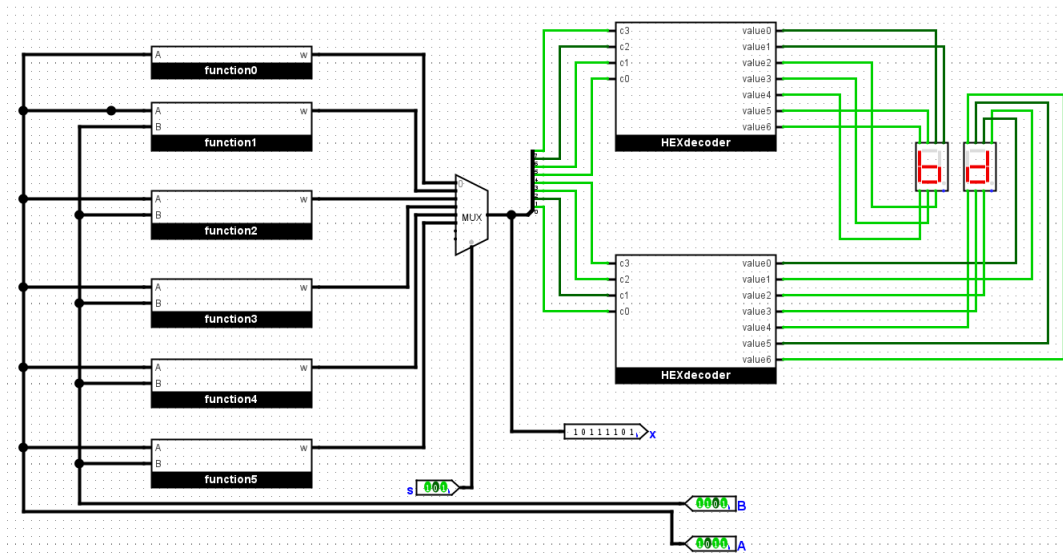 A w
function0
A w
B
function1
A w
B
function2
A w
B
function3
A w
B
function4
A w
B
function5
MUX
s
c3 value0
c2 value1
c1 value2
c0 value3
value4
value5
value6
HEXdecoder
c3 value0
c2 value1
c1 value2
c0 value3
value4
value5
value6
HEXdecoder
b d
10111101 x
B
A